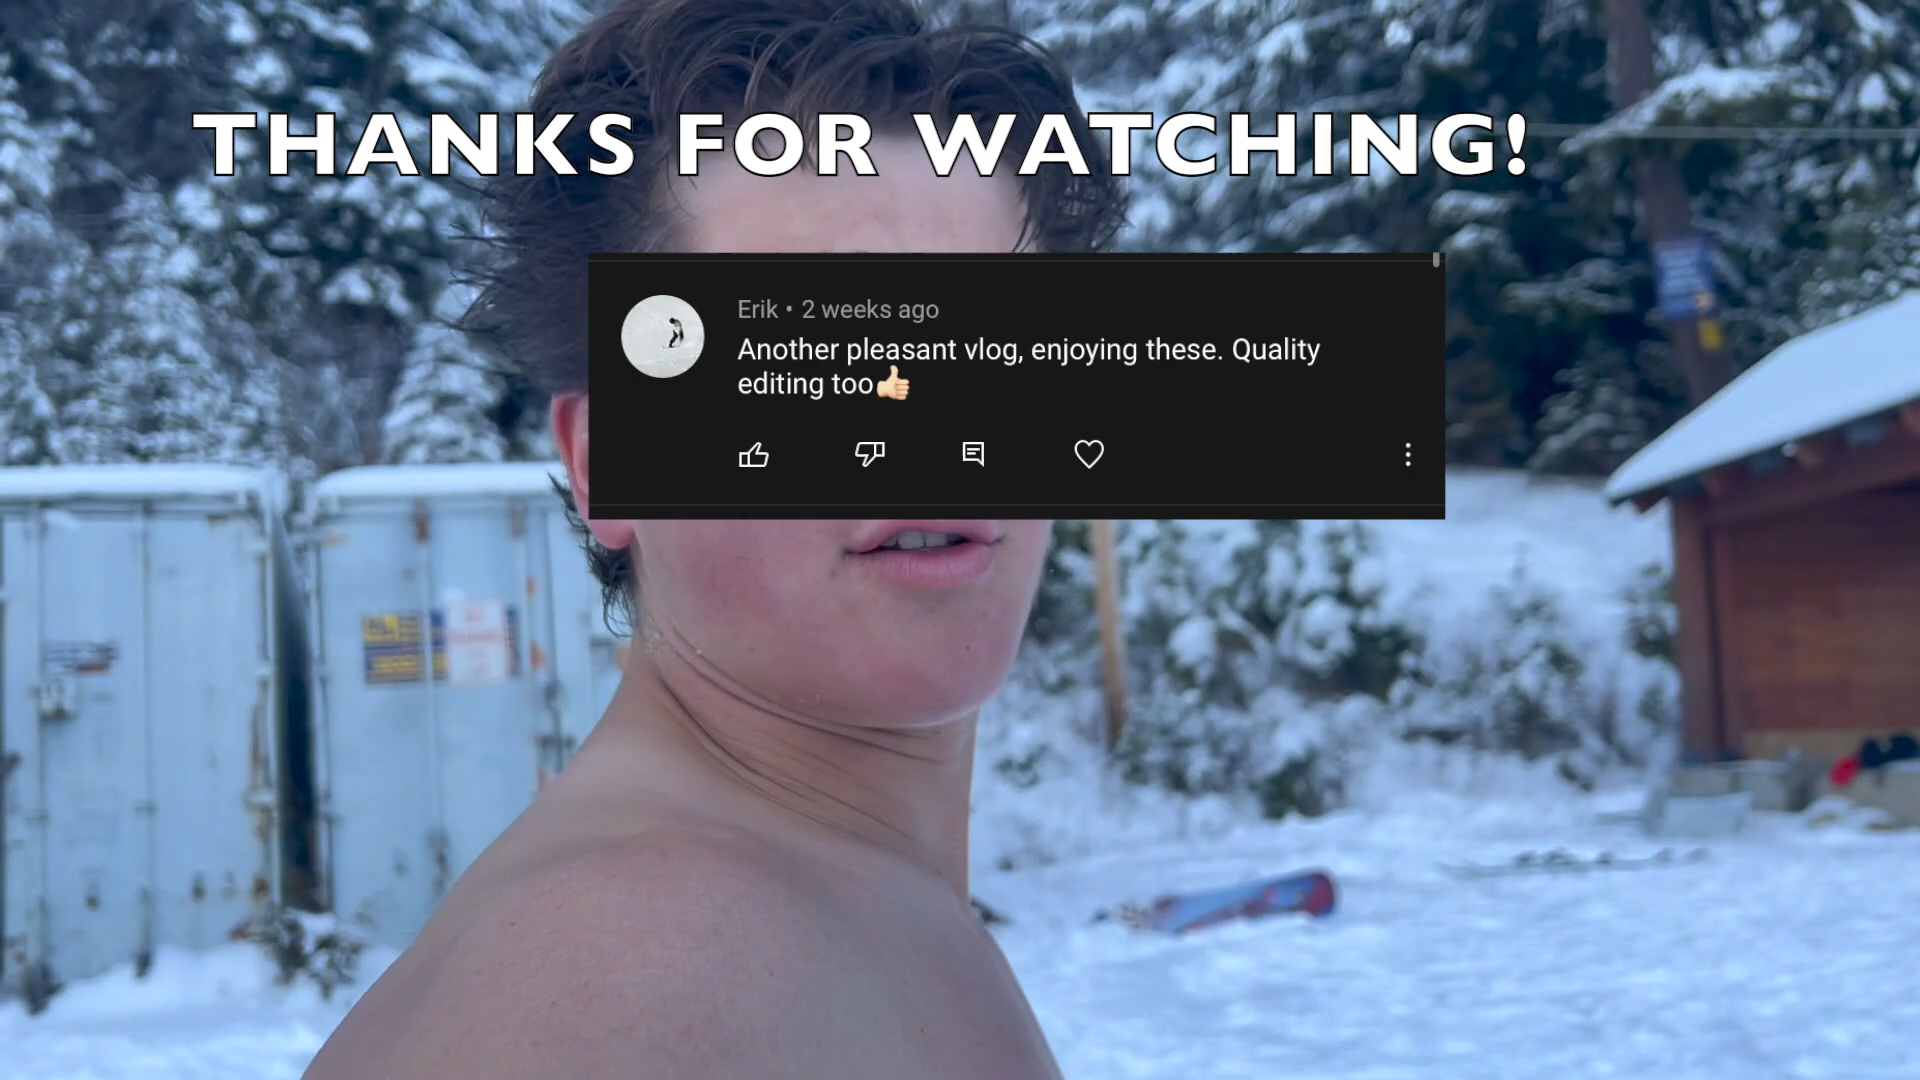 THANKS FOR WATCHING!
Erik • 2 weeks ago
Another pleasant vlog, enjoying these. Quality
editing too👍🏻